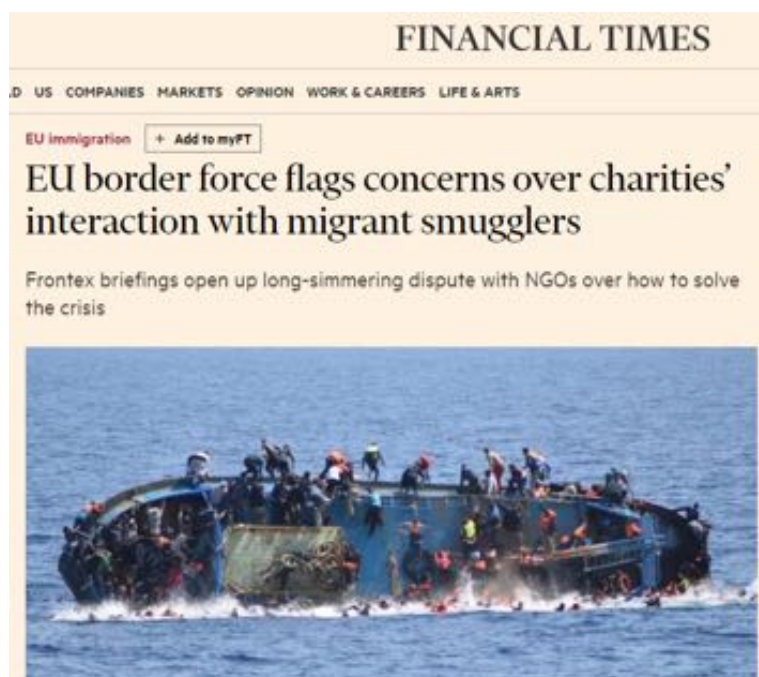 FINANCIAL TIMES
D US COMPANIES MARKETS OPINION WORK & CAREERS LIFE & ARTS
EU immigration + Add to myFT
EU border force flags concerns over charities’
interaction with migrant smugglers
Frontex briefings open up long-simmering dispute with NGOs over how to solve
the crisis